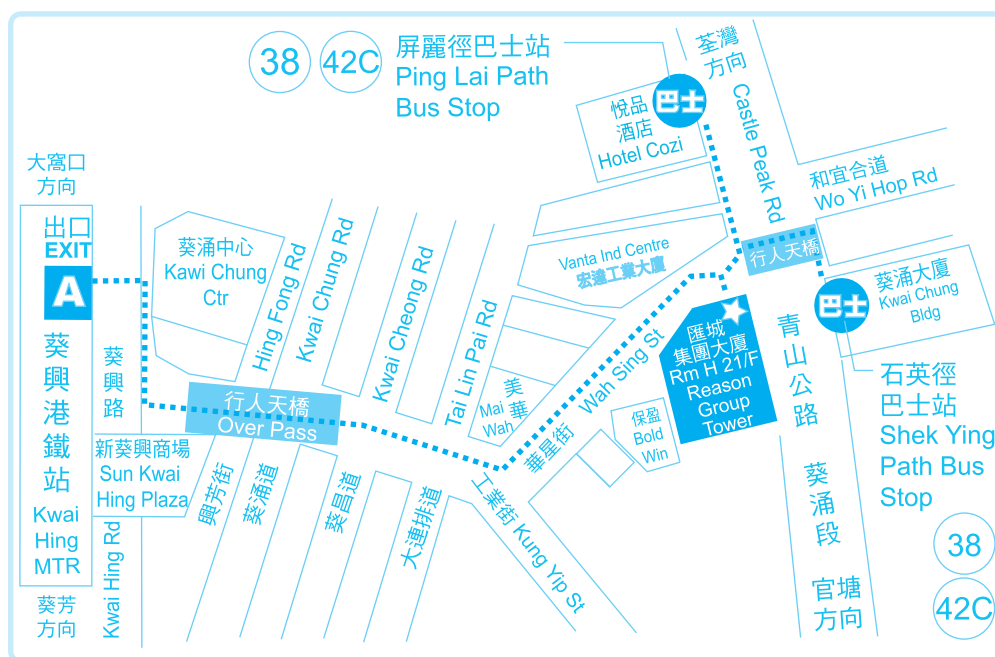 38
42C
屏麗徑巴士站
Ping Lai Path
Bus Stop
荃灣
方向
Castle Peak Rd
巴士
悅品
酒店
Hotel Cozi
和宜合道
Wo Yi Hop Rd
大窩口
方向
出口
EXIT
A
葵興港鐵站
Kwai
Hing
MTR
葵芳
方向
葵興路
Kwai Hing Rd
葵涌中心
Kawi Chung
Ctr
新葵興商場
Sun Kwai
Hing Plaza
Hing Fong Rd
Kwai Chung Rd
Kwai Cheong Rd
Tai Lin Pai Rd
行人天橋
Over Pass
興芳街
葵涌道
葵昌道
大連排道
美華
Mai
Wah
Vanta Ind Centre
宏達工業大廈
Wah Sing St
華星街
工業街 Kung Yip St
保盈
Bold
Win
匯城
集團大廈
Rm H 21/F
Reason
Group
Tower
行人天橋
巴士
葵涌大廈
Kwai Chung
Bldg
青山公路
葵涌段
官塘
方向
石英徑
巴士站
Shek Ying
Path Bus
Stop
38
42C